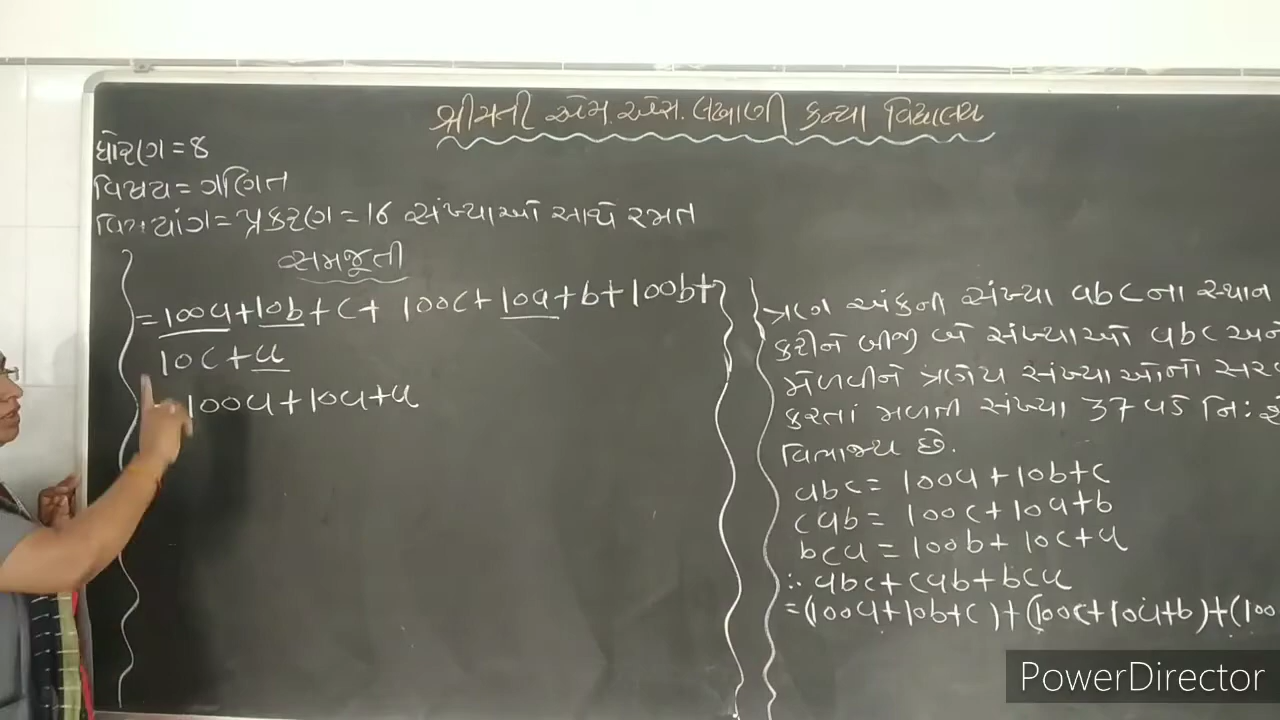 શ્રીમતી એમ.એસ. લખાણી કન્યા વિદ્યાલય
ધોરણ = 8
વિષય = ગણિત
વિષયાંગ = પ્રકરણ = 16 સંખ્યાઓ સાથે રમત
સમજૂતી
= 100a + 10b + c + 100c + 10a + b + 100b +
10c + a
= 100a + 10a + a
ત્રણ અંકની સંખ્યા abc ના સ્થાન
કરીને બીજી બે સંખ્યાઓ abc અને
મેળવીને ત્રણેય સંખ્યાઓનો
કરતાં મળતી સંખ્યા 37 વડે
વિભાજ્ય છે.
abc = 100a + 10b + c
cab = 100c + 10a + b
bca = 100b + 10c + a
∴ abc + cab + bca
= (100a + 10b + c) + (100c + 10a + b) + (100
PowerDirector